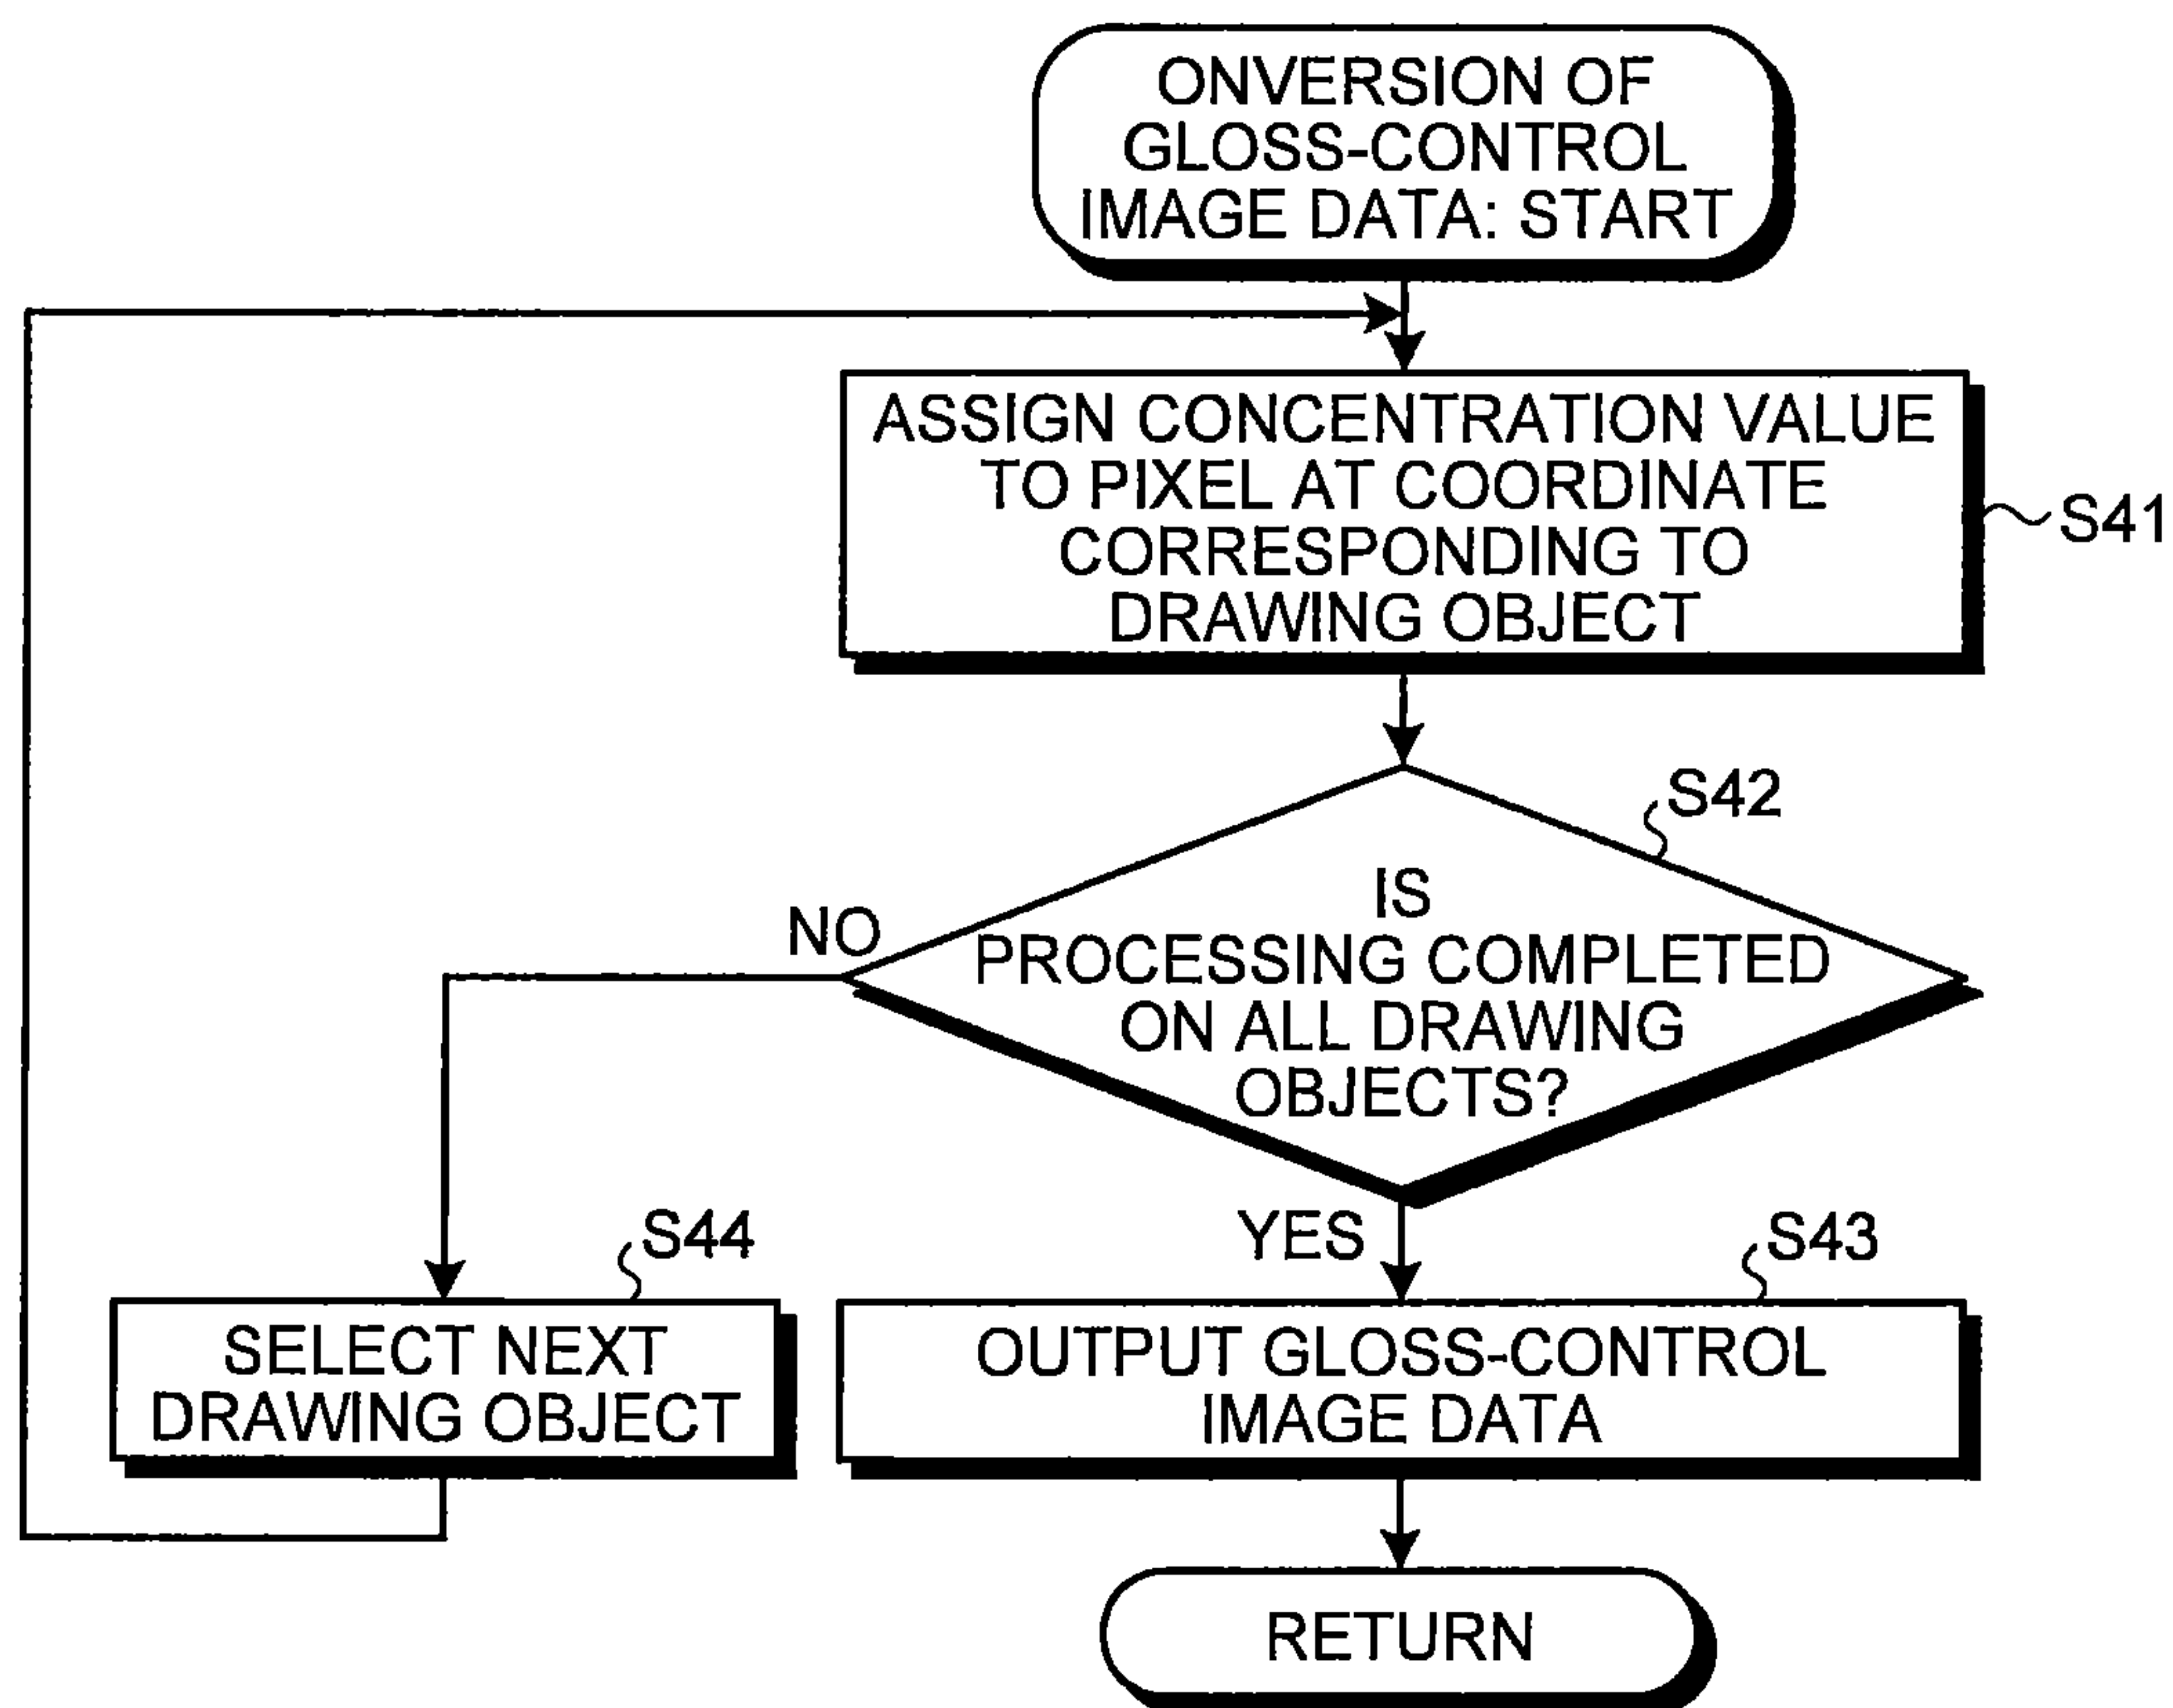 ONVERSION OF
GLOSS-CONTROL
IMAGE DATA: START
ASSIGN CONCENTRATION VALUE
TO PIXEL AT COORDINATE
CORRESPONDING TO
DRAWING OBJECT
S41
S42
IS
PROCESSING COMPLETED
ON ALL DRAWING
OBJECTS?
NO
YES
S44
SELECT NEXT
DRAWING OBJECT
S43
OUTPUT GLOSS-CONTROL
IMAGE DATA
RETURN